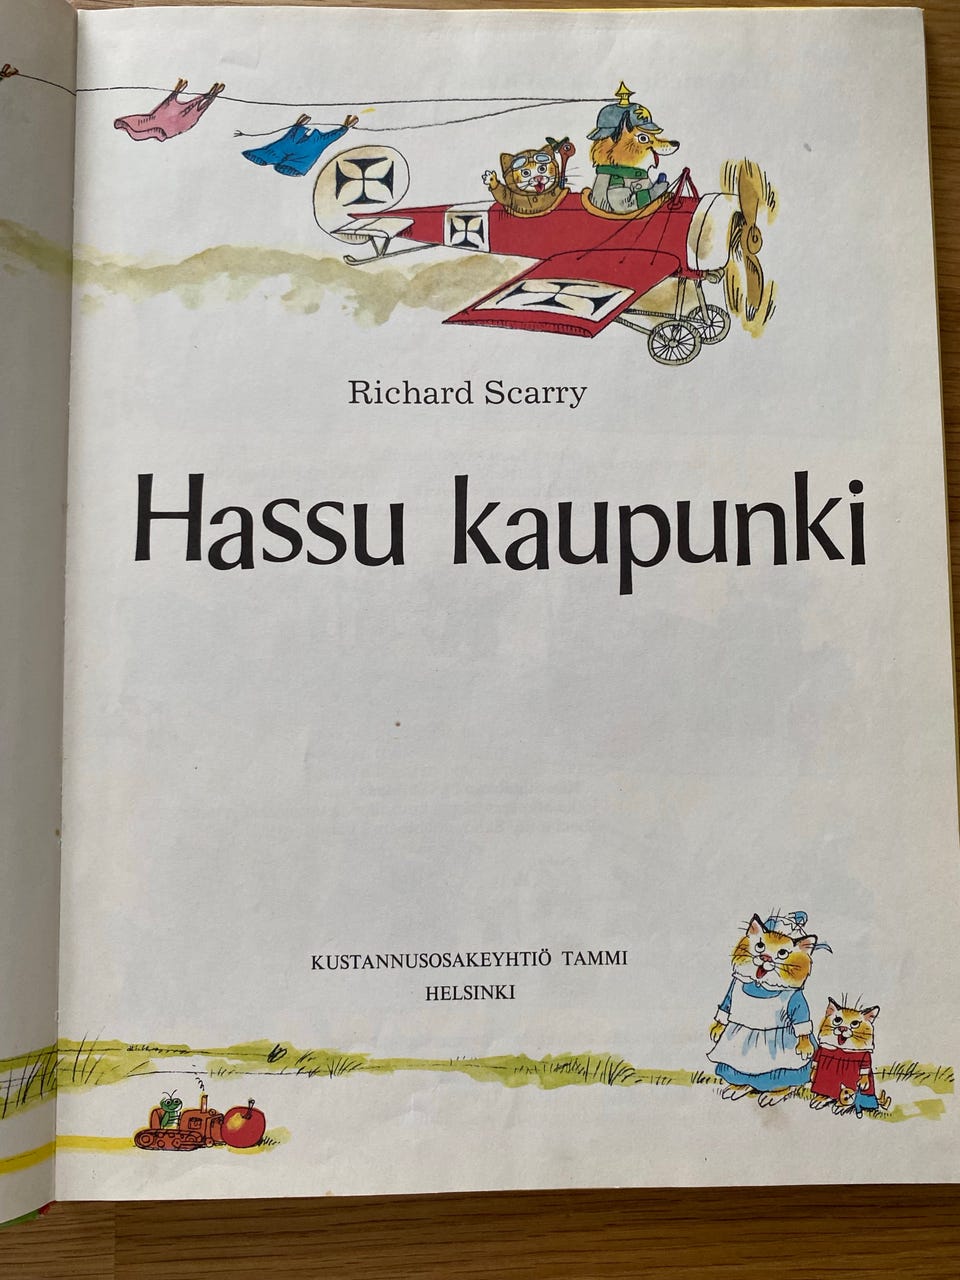 Richard Scarry
Hassu kaupunki
KUSTANNUSOSAKEYHTIÖ TAMMI
HELSINKI